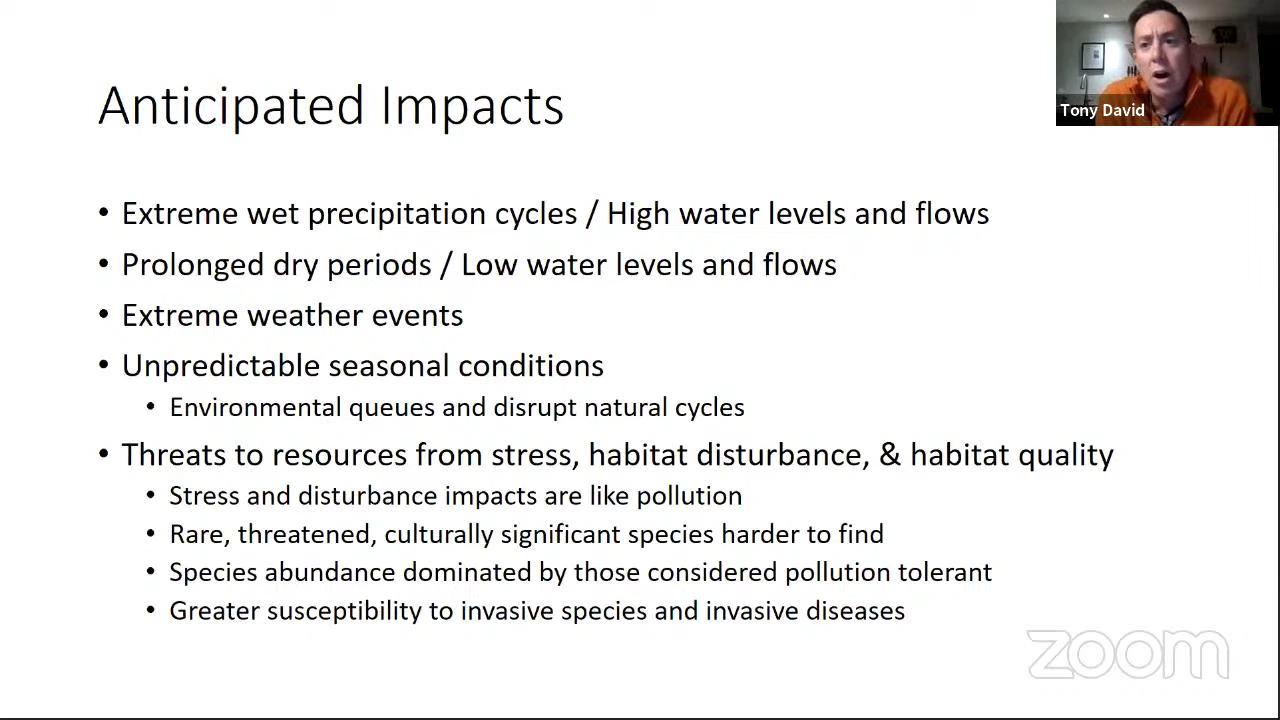 Anticipated Impacts
• Extreme wet precipitation cycles / High water levels and flows
• Prolonged dry periods / Low water levels and flows
• Extreme weather events
• Unpredictable seasonal conditions
• Environmental queues and disrupt natural cycles
• Threats to resources from stress, habitat disturbance, & habitat quality
• Stress and disturbance impacts are like pollution
• Rare, threatened, culturally significant species harder to find
• Species abundance dominated by those considered pollution tolerant
• Greater susceptibility to invasive species and invasive diseases
Tony David
zoom